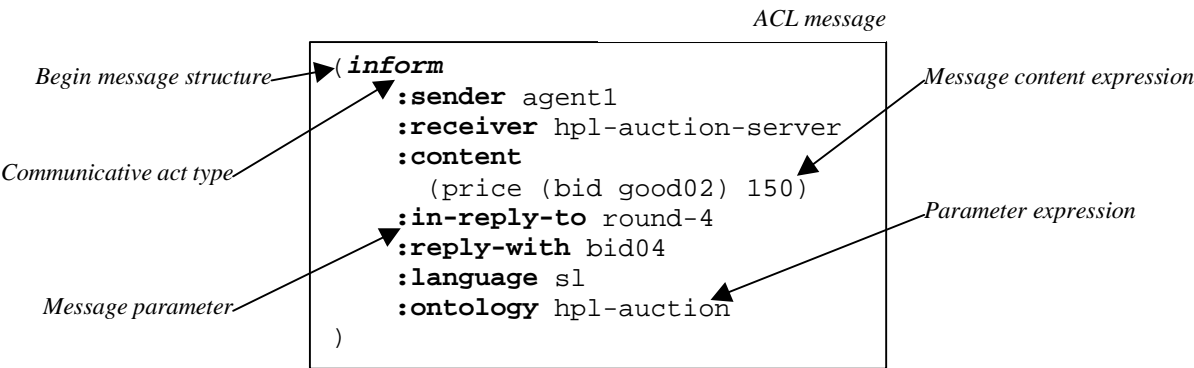 ACL message
Begin message structure
(inform
Message content expression
:sender agent1
:receiver hpl-auction-server
:content
Communicative act type
(price (bid good02) 150)
:in-reply-to round-4
Parameter expression
:reply-with bid04
:language sl
Message parameter
:ontology hpl-auction
)